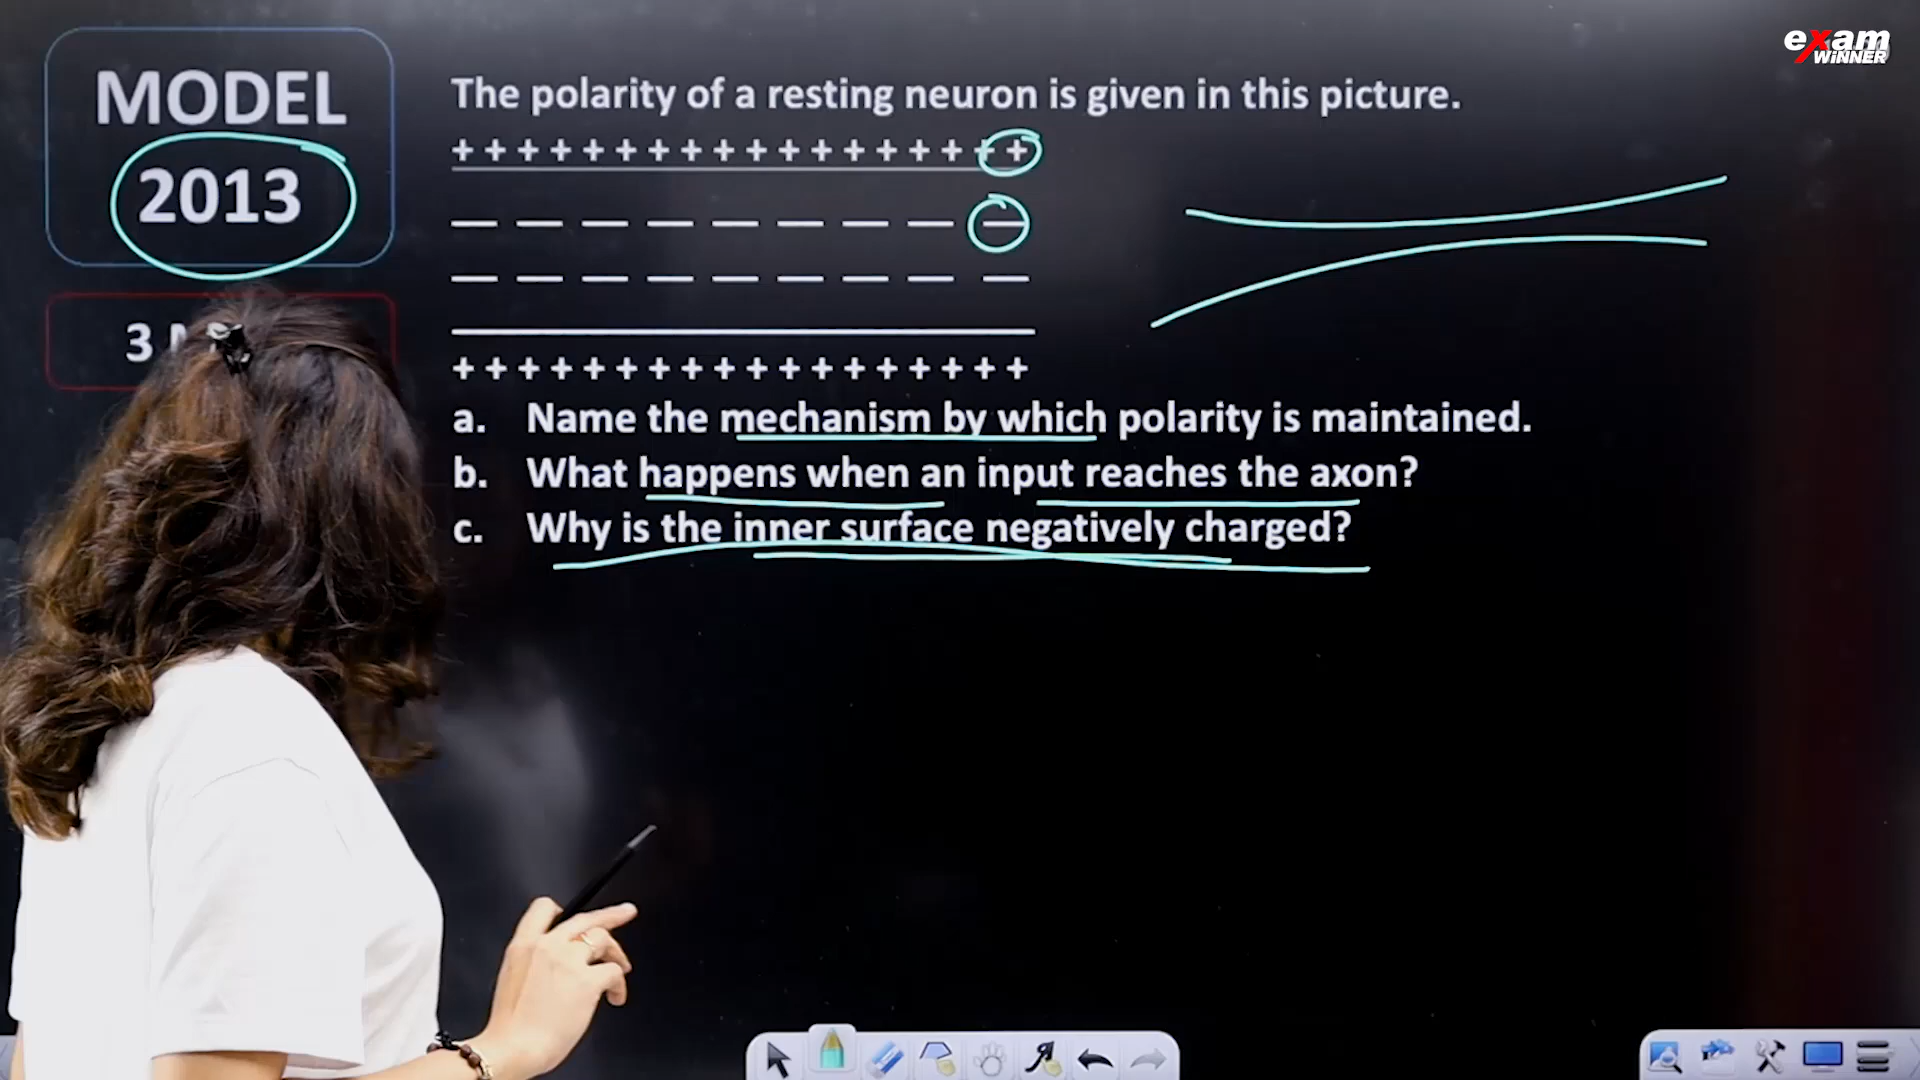 exam
WiNNER
MODEL
2013
3
The polarity of a resting neuron is given in this picture.
+ + + + + + + + + + + + + + + + + +
— — — — — — — — —
— — — — — — — — —
+ + + + + + + + + + + + + + + + + +
a. Name the mechanism by which polarity is maintained.
b. What happens when an input reaches the axon?
c. Why is the inner surface negatively charged?